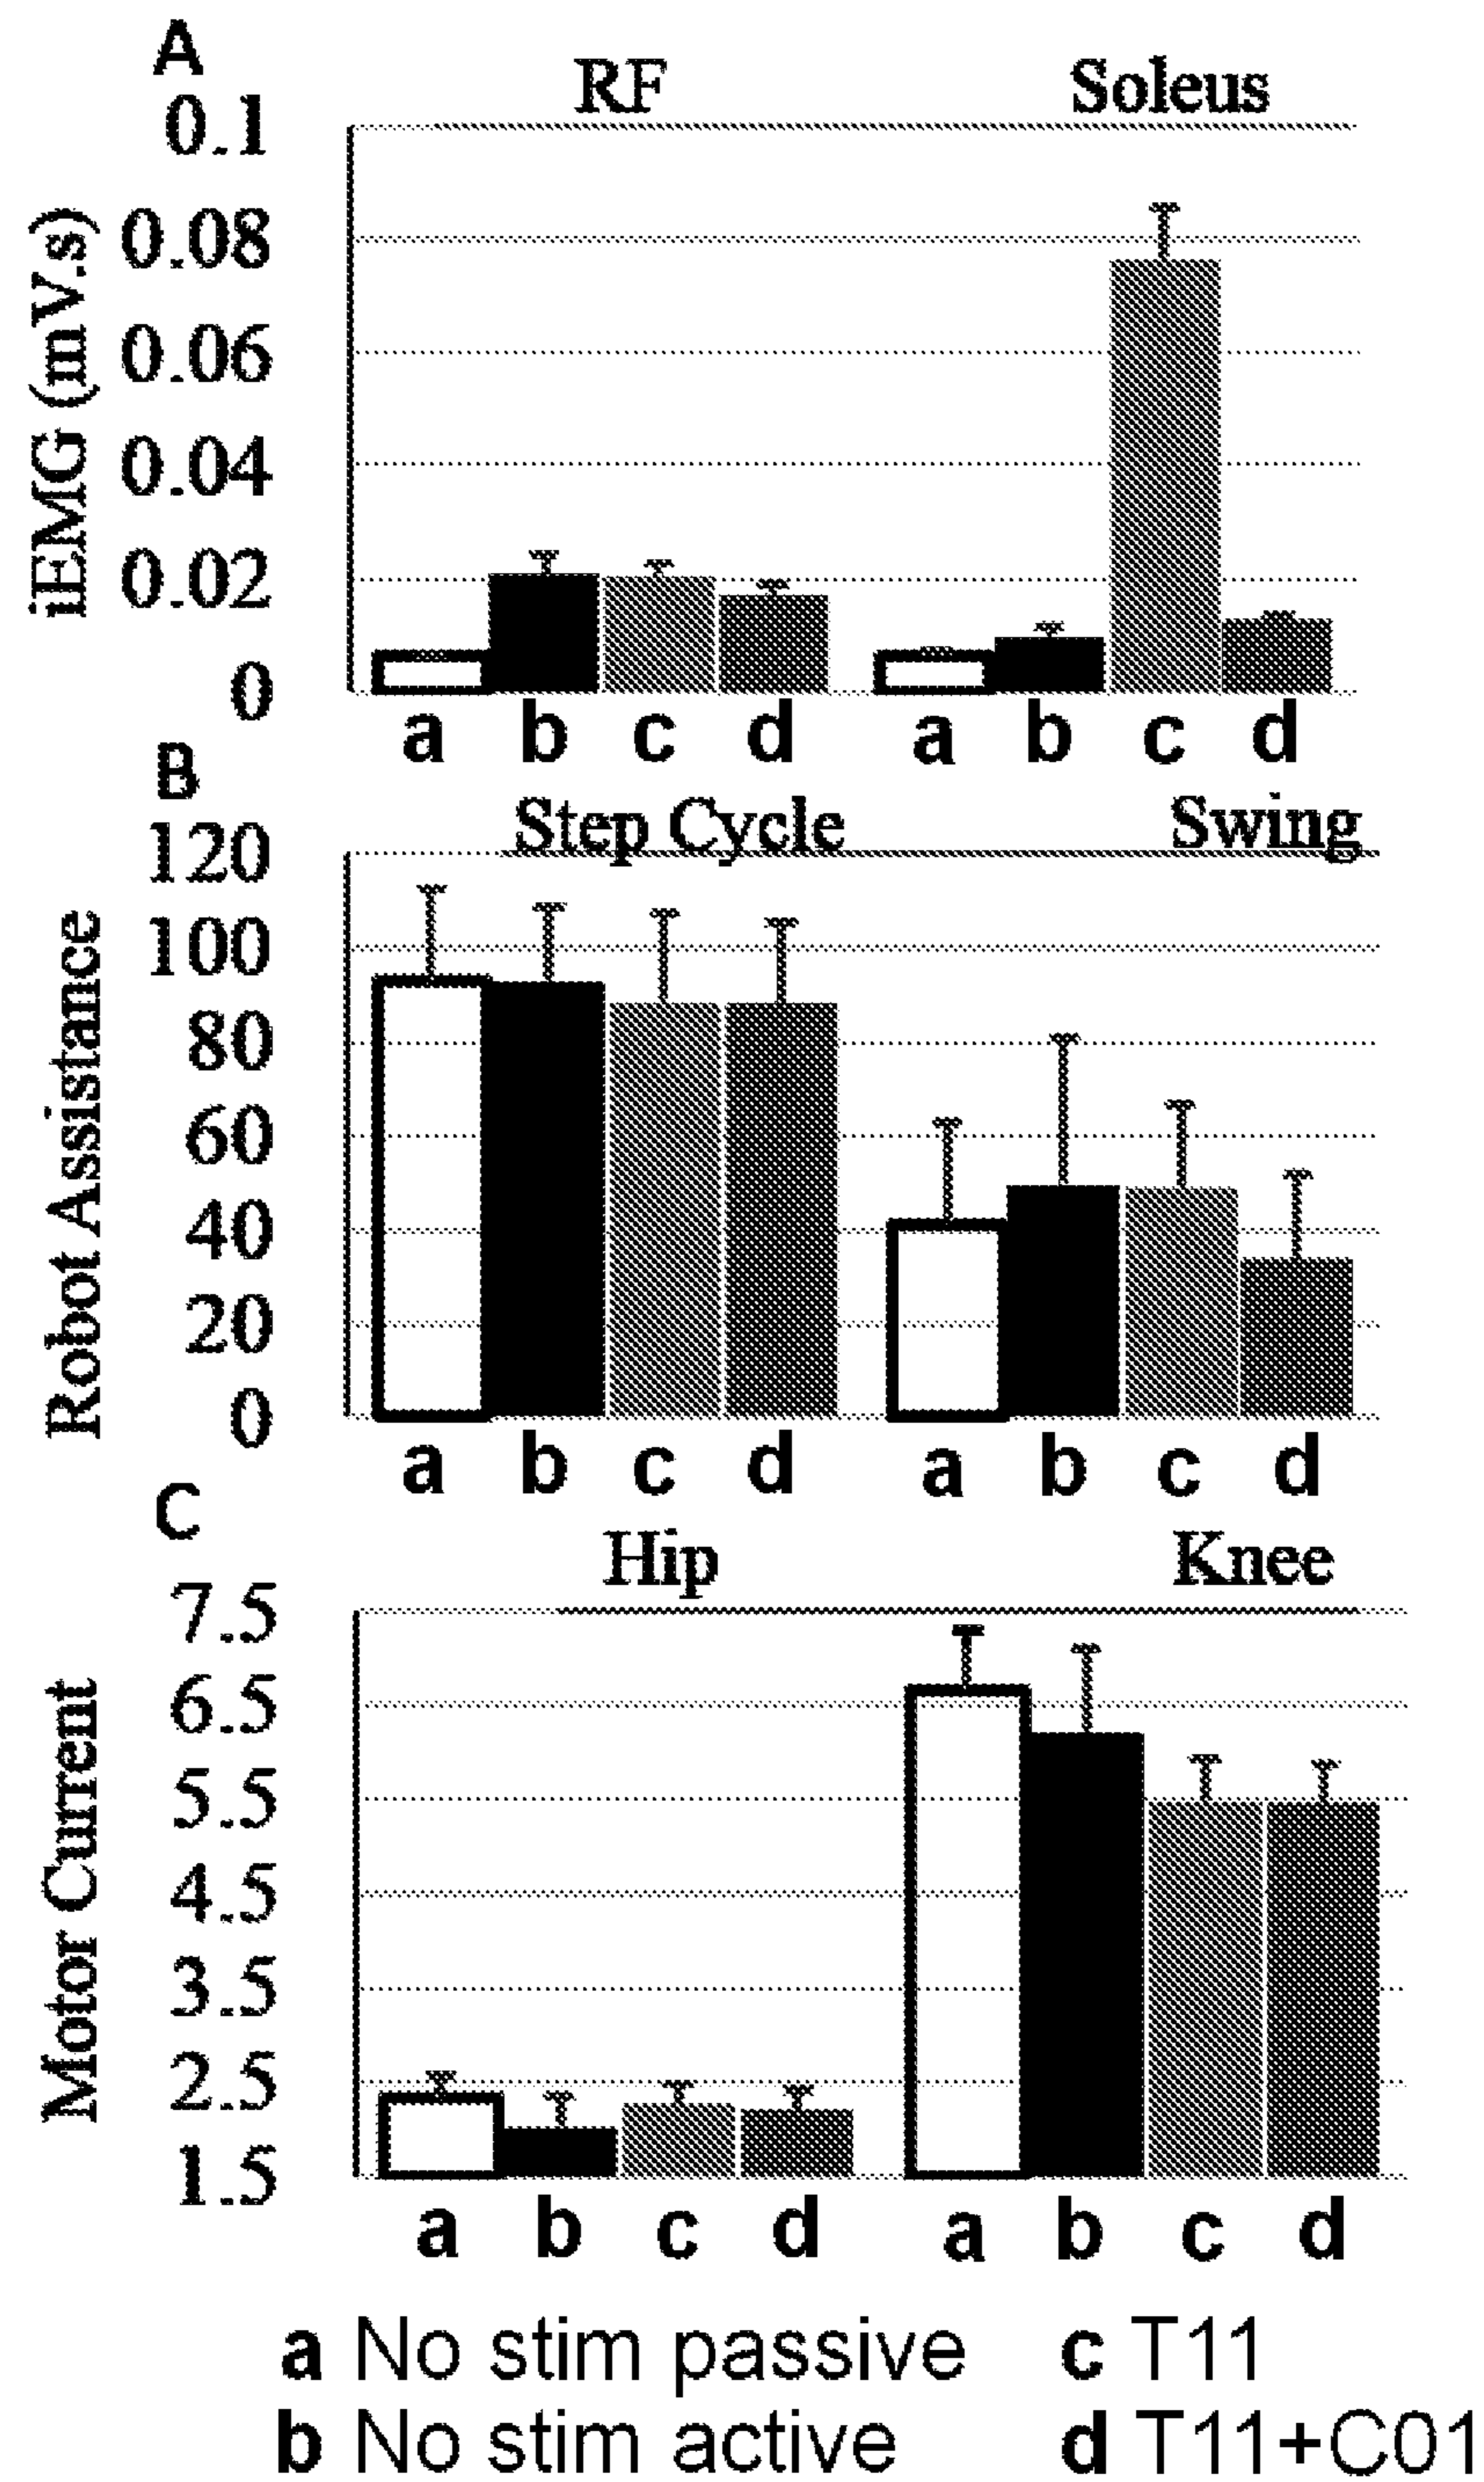 A
RF Soleus
0.1
0.08
0.06
0.04
0.02
0
iEMG (mV.s)
a b c d a b c d
B
Step Cycle Swing
120
100
80
60
40
20
0
Robot Assistance
a b c d a b c d
C
Hip Knee
7.5
6.5
5.5
4.5
3.5
2.5
1.5
Motor Current
a b c d a b c d
a No stim passive c T11
b No stim active d T11+C01